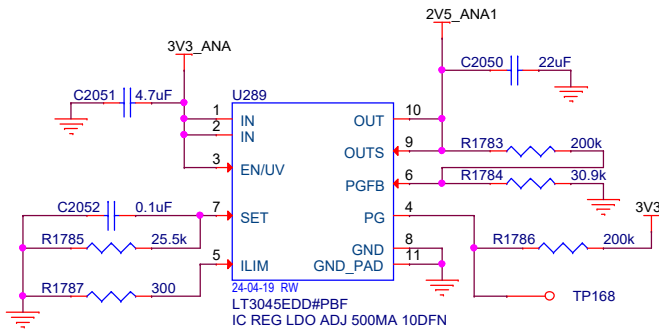 2V5_ANA1
3V3_ANA
C2050 22uF
C2051 4.7uF
U289
1 IN OUT 10
2 IN
OUTS 9 R1783 200k
3 EN/UV
PGFB 6 R1784 30.9k
C2052 0.1uF 7 SET PG 4
3V3
R1785 25.5k R1786 200k
GND 8
5 ILIM GND_PAD 11
R1787 300
24-04-19 RW
TP168
LT3045EDD#PBF
IC REG LDO ADJ 500MA 10DFN